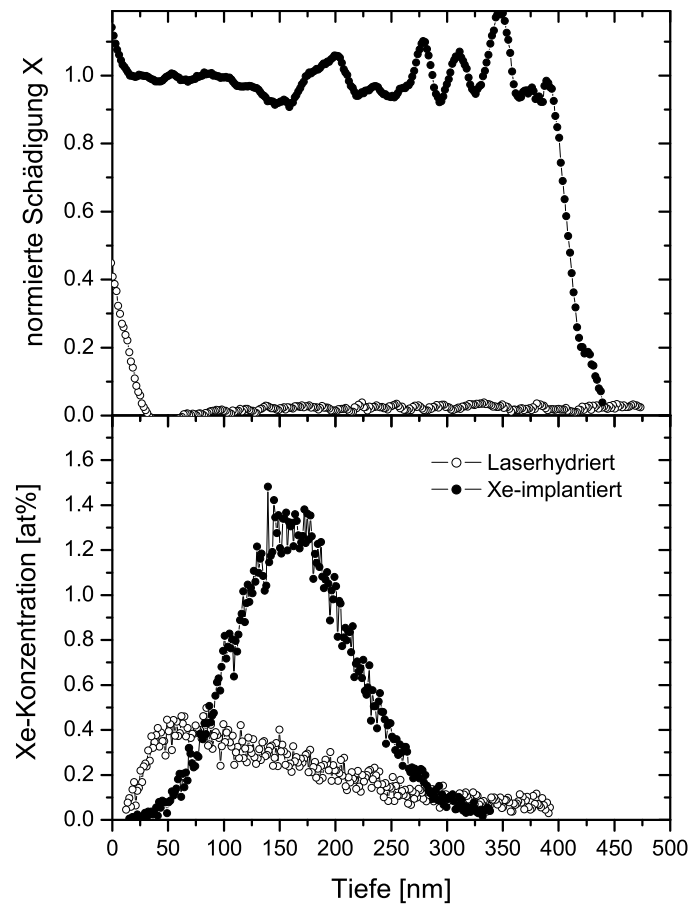 normierte Schädigung X
1.0
0.8
0.6
0.4
0.2
0.0
Xe-Konzentration [at%]
1.6
1.4
1.2
1.0
0.8
0.6
0.4
0.2
0.0
Laserhydriert
Xe-implantiert
0 50 100 150 200 250 300 350 400 450 500
Tiefe [nm]